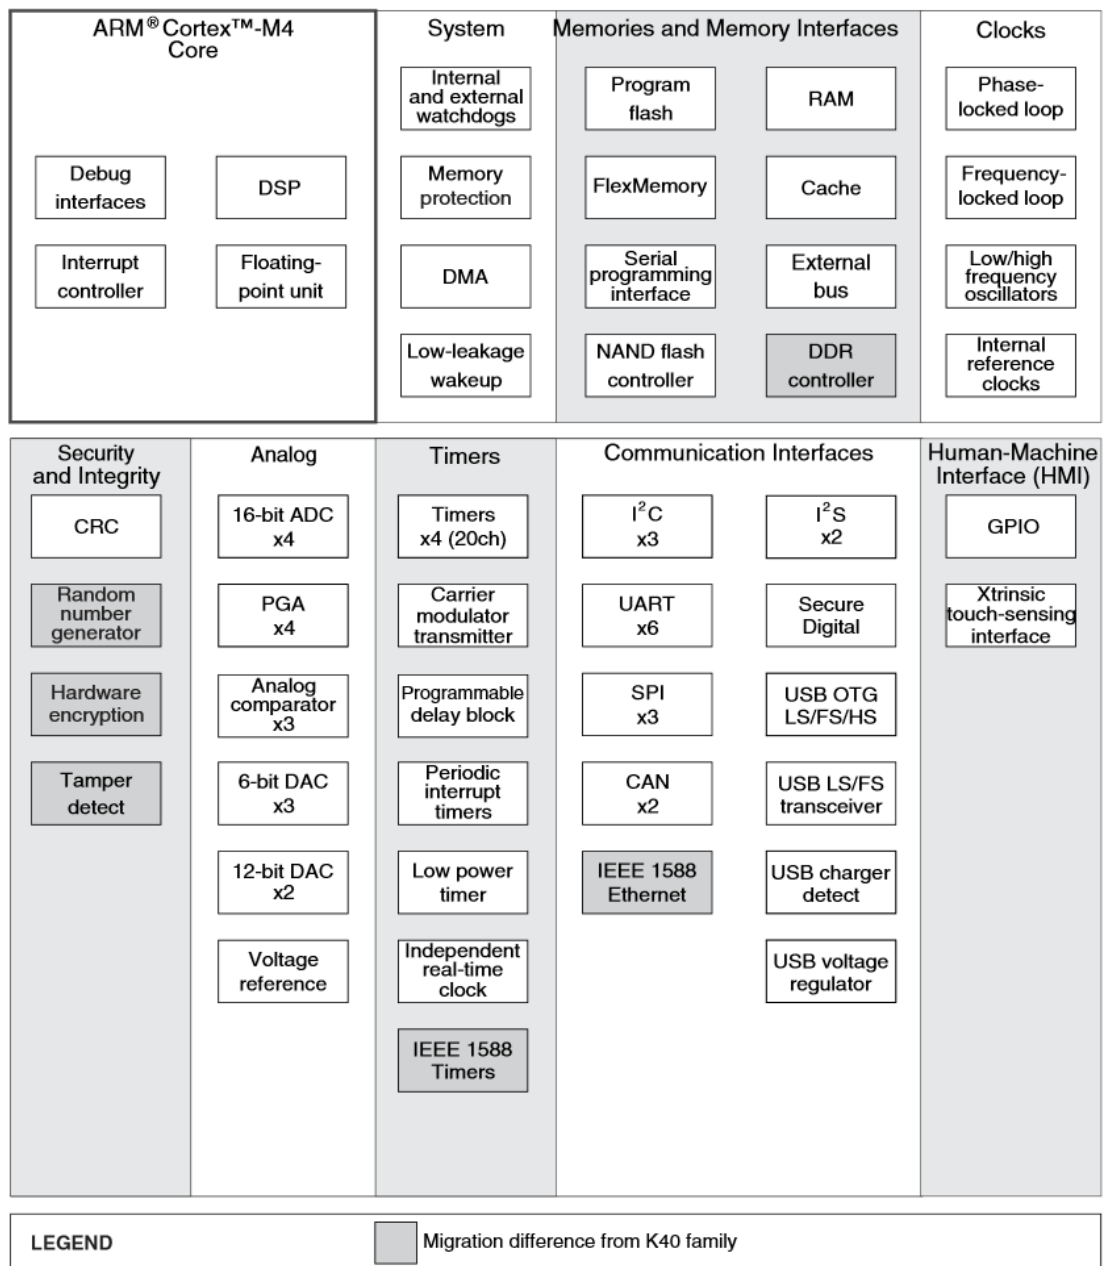 ARM® Cortex™-M4
Core
Debug
interfaces
DSP
Interrupt
controller
Floating-
point unit
System
Internal
and external
watchdogs
Memory
protection
DMA
Low-leakage
wakeup
Memories and Memory Interfaces
Program
flash
RAM
FlexMemory
Cache
Serial
programming
interface
External
bus
NAND flash
controller
DDR
controller
Clocks
Phase-
locked loop
Frequency-
locked loop
Low/high
frequency
oscillators
Internal
reference
clocks
Security
and Integrity
CRC
Random
number
generator
Hardware
encryption
Tamper
detect
Analog
16-bit ADC
x4
PGA
x4
Analog
comparator
x3
6-bit DAC
x3
12-bit DAC
x2
Voltage
reference
Timers
Timers
x4 (20ch)
Carrier
modulator
transmitter
Programmable
delay block
Periodic
interrupt
timers
Low power
timer
Independent
real-time
clock
IEEE 1588
Timers
Communication Interfaces
I²C
x3
I²S
x2
UART
x6
Secure
Digital
SPI
x3
USB OTG
LS/FS/HS
CAN
x2
USB LS/FS
transceiver
IEEE 1588
Ethernet
USB charger
detect
USB voltage
regulator
Human-Machine
Interface (HMI)
GPIO
Xtrinsic
touch-sensing
interface
LEGEND
Migration difference from K40 family